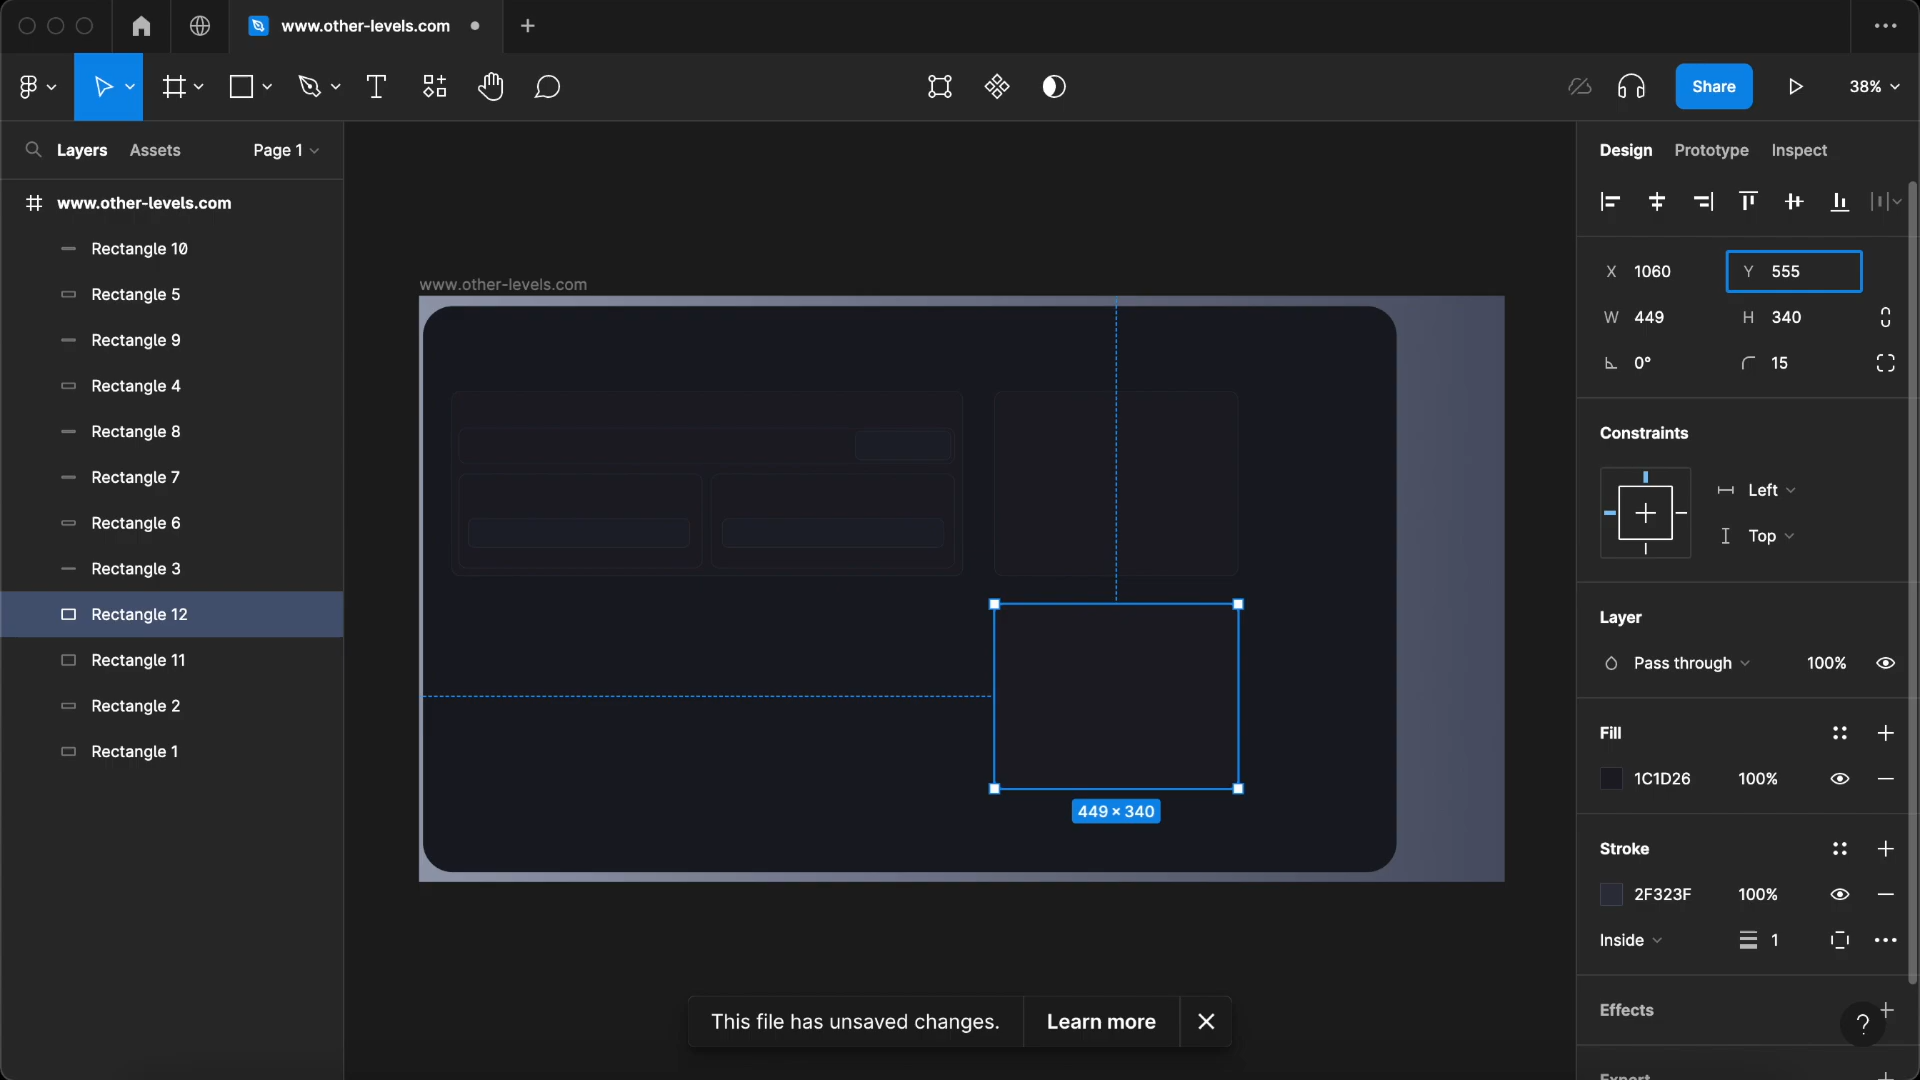 www.other-levels.com
Share
38%
Layers
Assets
Page 1
Design
Prototype
Inspect
www.other-levels.com
Rectangle 10
Rectangle 5
Rectangle 9
Rectangle 4
Rectangle 8
Rectangle 7
Rectangle 6
Rectangle 3
Rectangle 12
Rectangle 11
Rectangle 2
Rectangle 1
www.other-levels.com
449 × 340
X 1060
Y 555
W 449
H 340
0°
15
Constraints
Left
Top
Layer
Pass through
100%
Fill
1C1D26
100%
Stroke
2F323F
100%
Inside
1
Effects
?
Export
This file has unsaved changes.
Learn more